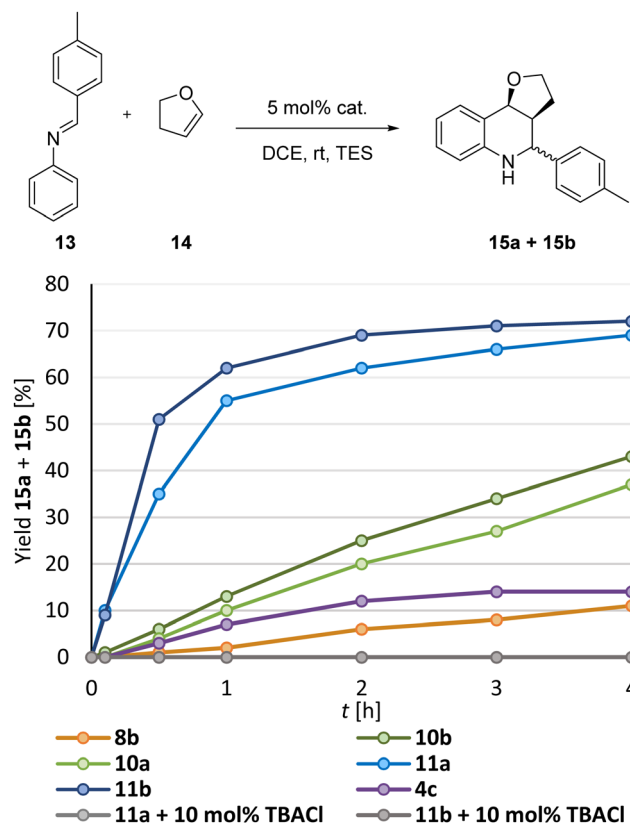 N
+
O
5 mol% cat.
DCE, rt, TES
O
N
H
13
14
15a + 15b
Yield 15a + 15b [%]
80
70
60
50
40
30
20
10
0
0
1
2
3
4
t [h]
8b
10b
10a
11a
11b
4c
11a + 10 mol% TBACl
11b + 10 mol% TBACl